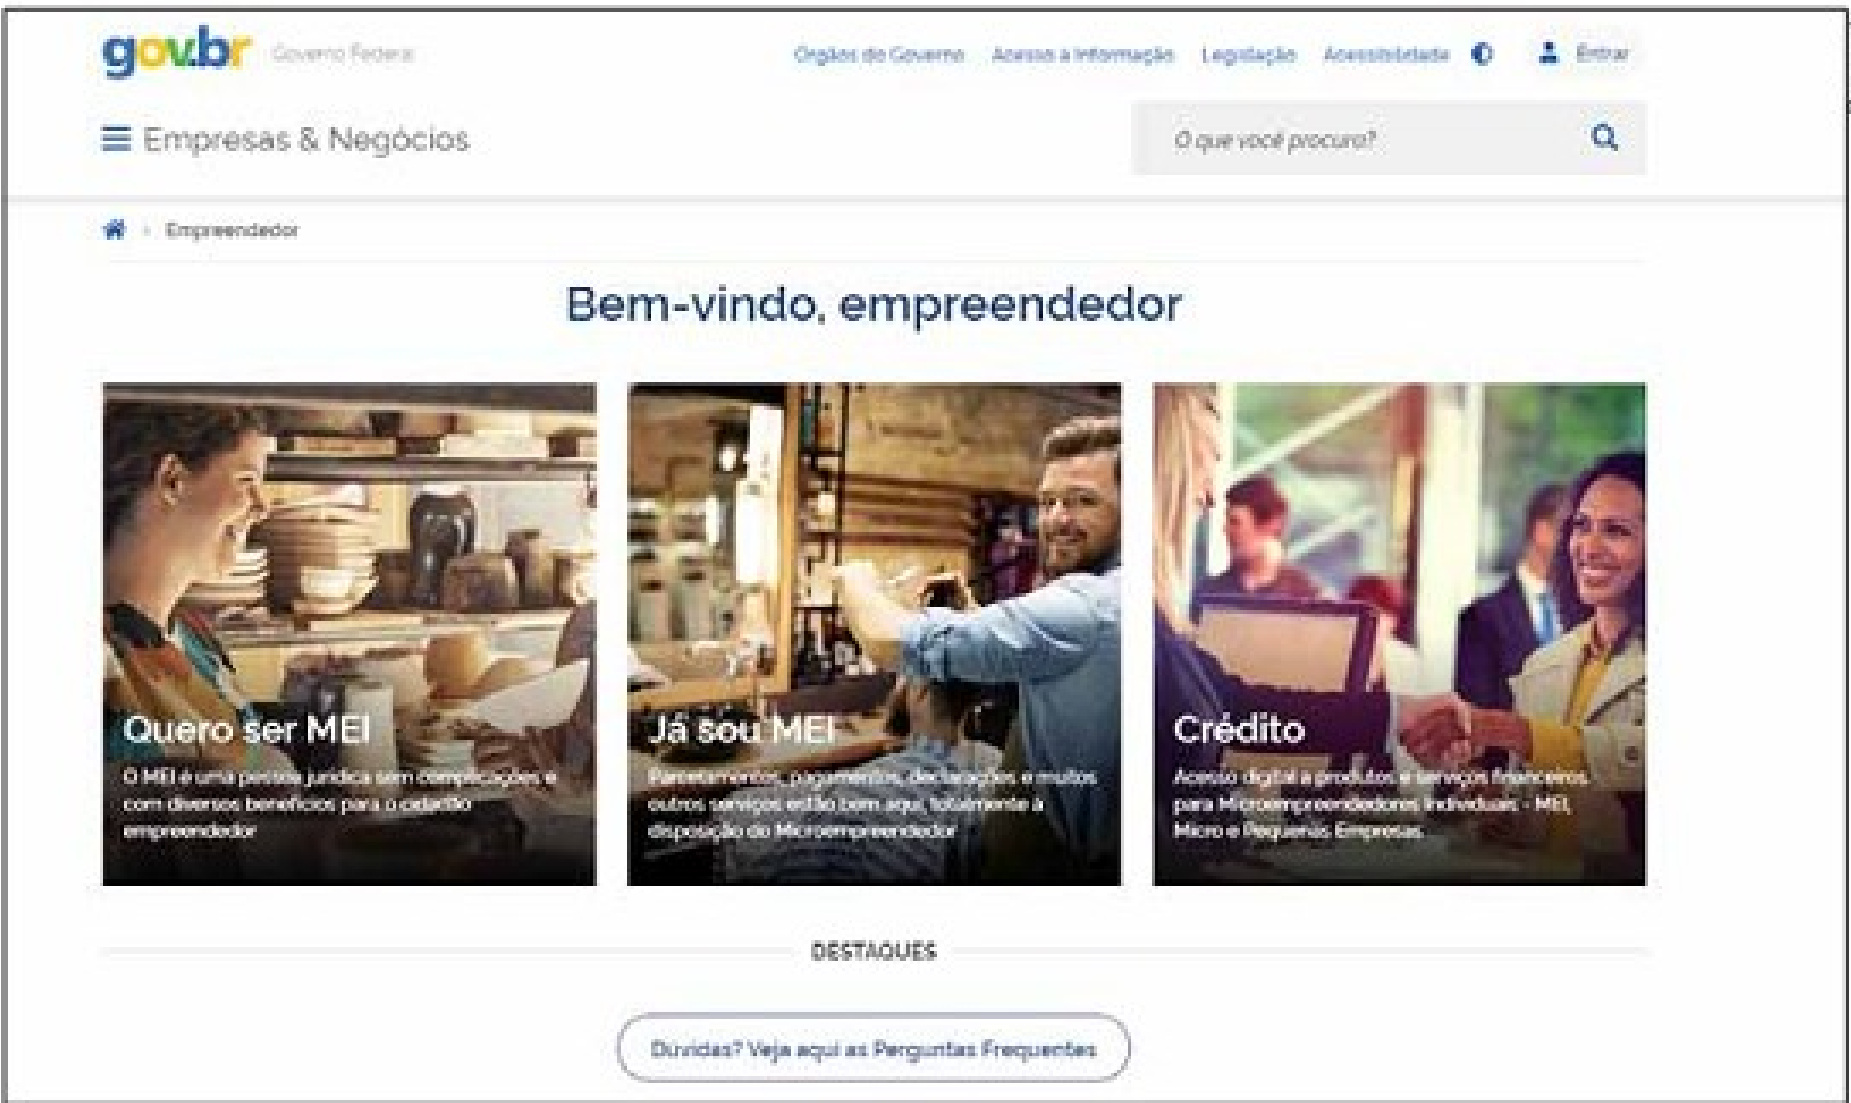 gov.br Governo Federal
Órgãos do Governo Acesso à Informação Legislação Acessibilidade Entrar
Empresas & Negócios
O que você procura?
Empreendedor
Bem-vindo, empreendedor
Quero ser MEI
O MEI é uma pessoa jurídica sem complicações e
com diversos benefícios para o cidadão
empreendedor
Já sou MEI
Parcelamentos, pagamentos, declarações e muitos
outros serviços estão bem aqui, totalmente à
disposição do Microempreendedor
Crédito
Acesso digital a produtos e serviços financeiros
para Microempreendedores Individuais - MEI,
Micro e Pequenas Empresas
DESTAQUES
Dúvidas? Veja aqui as Perguntas Frequentes